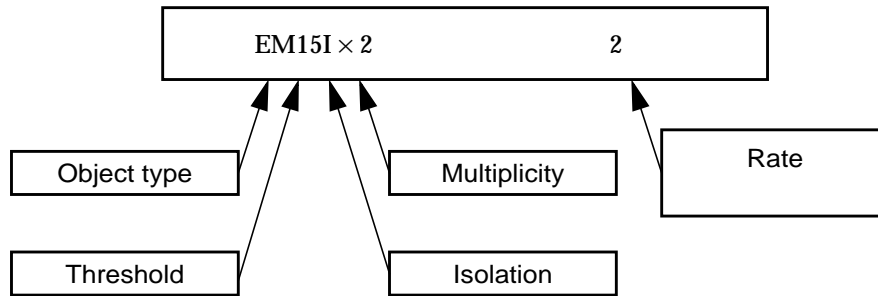 EM15I × 2 2
Object type Multiplicity Rate
Threshold Isolation